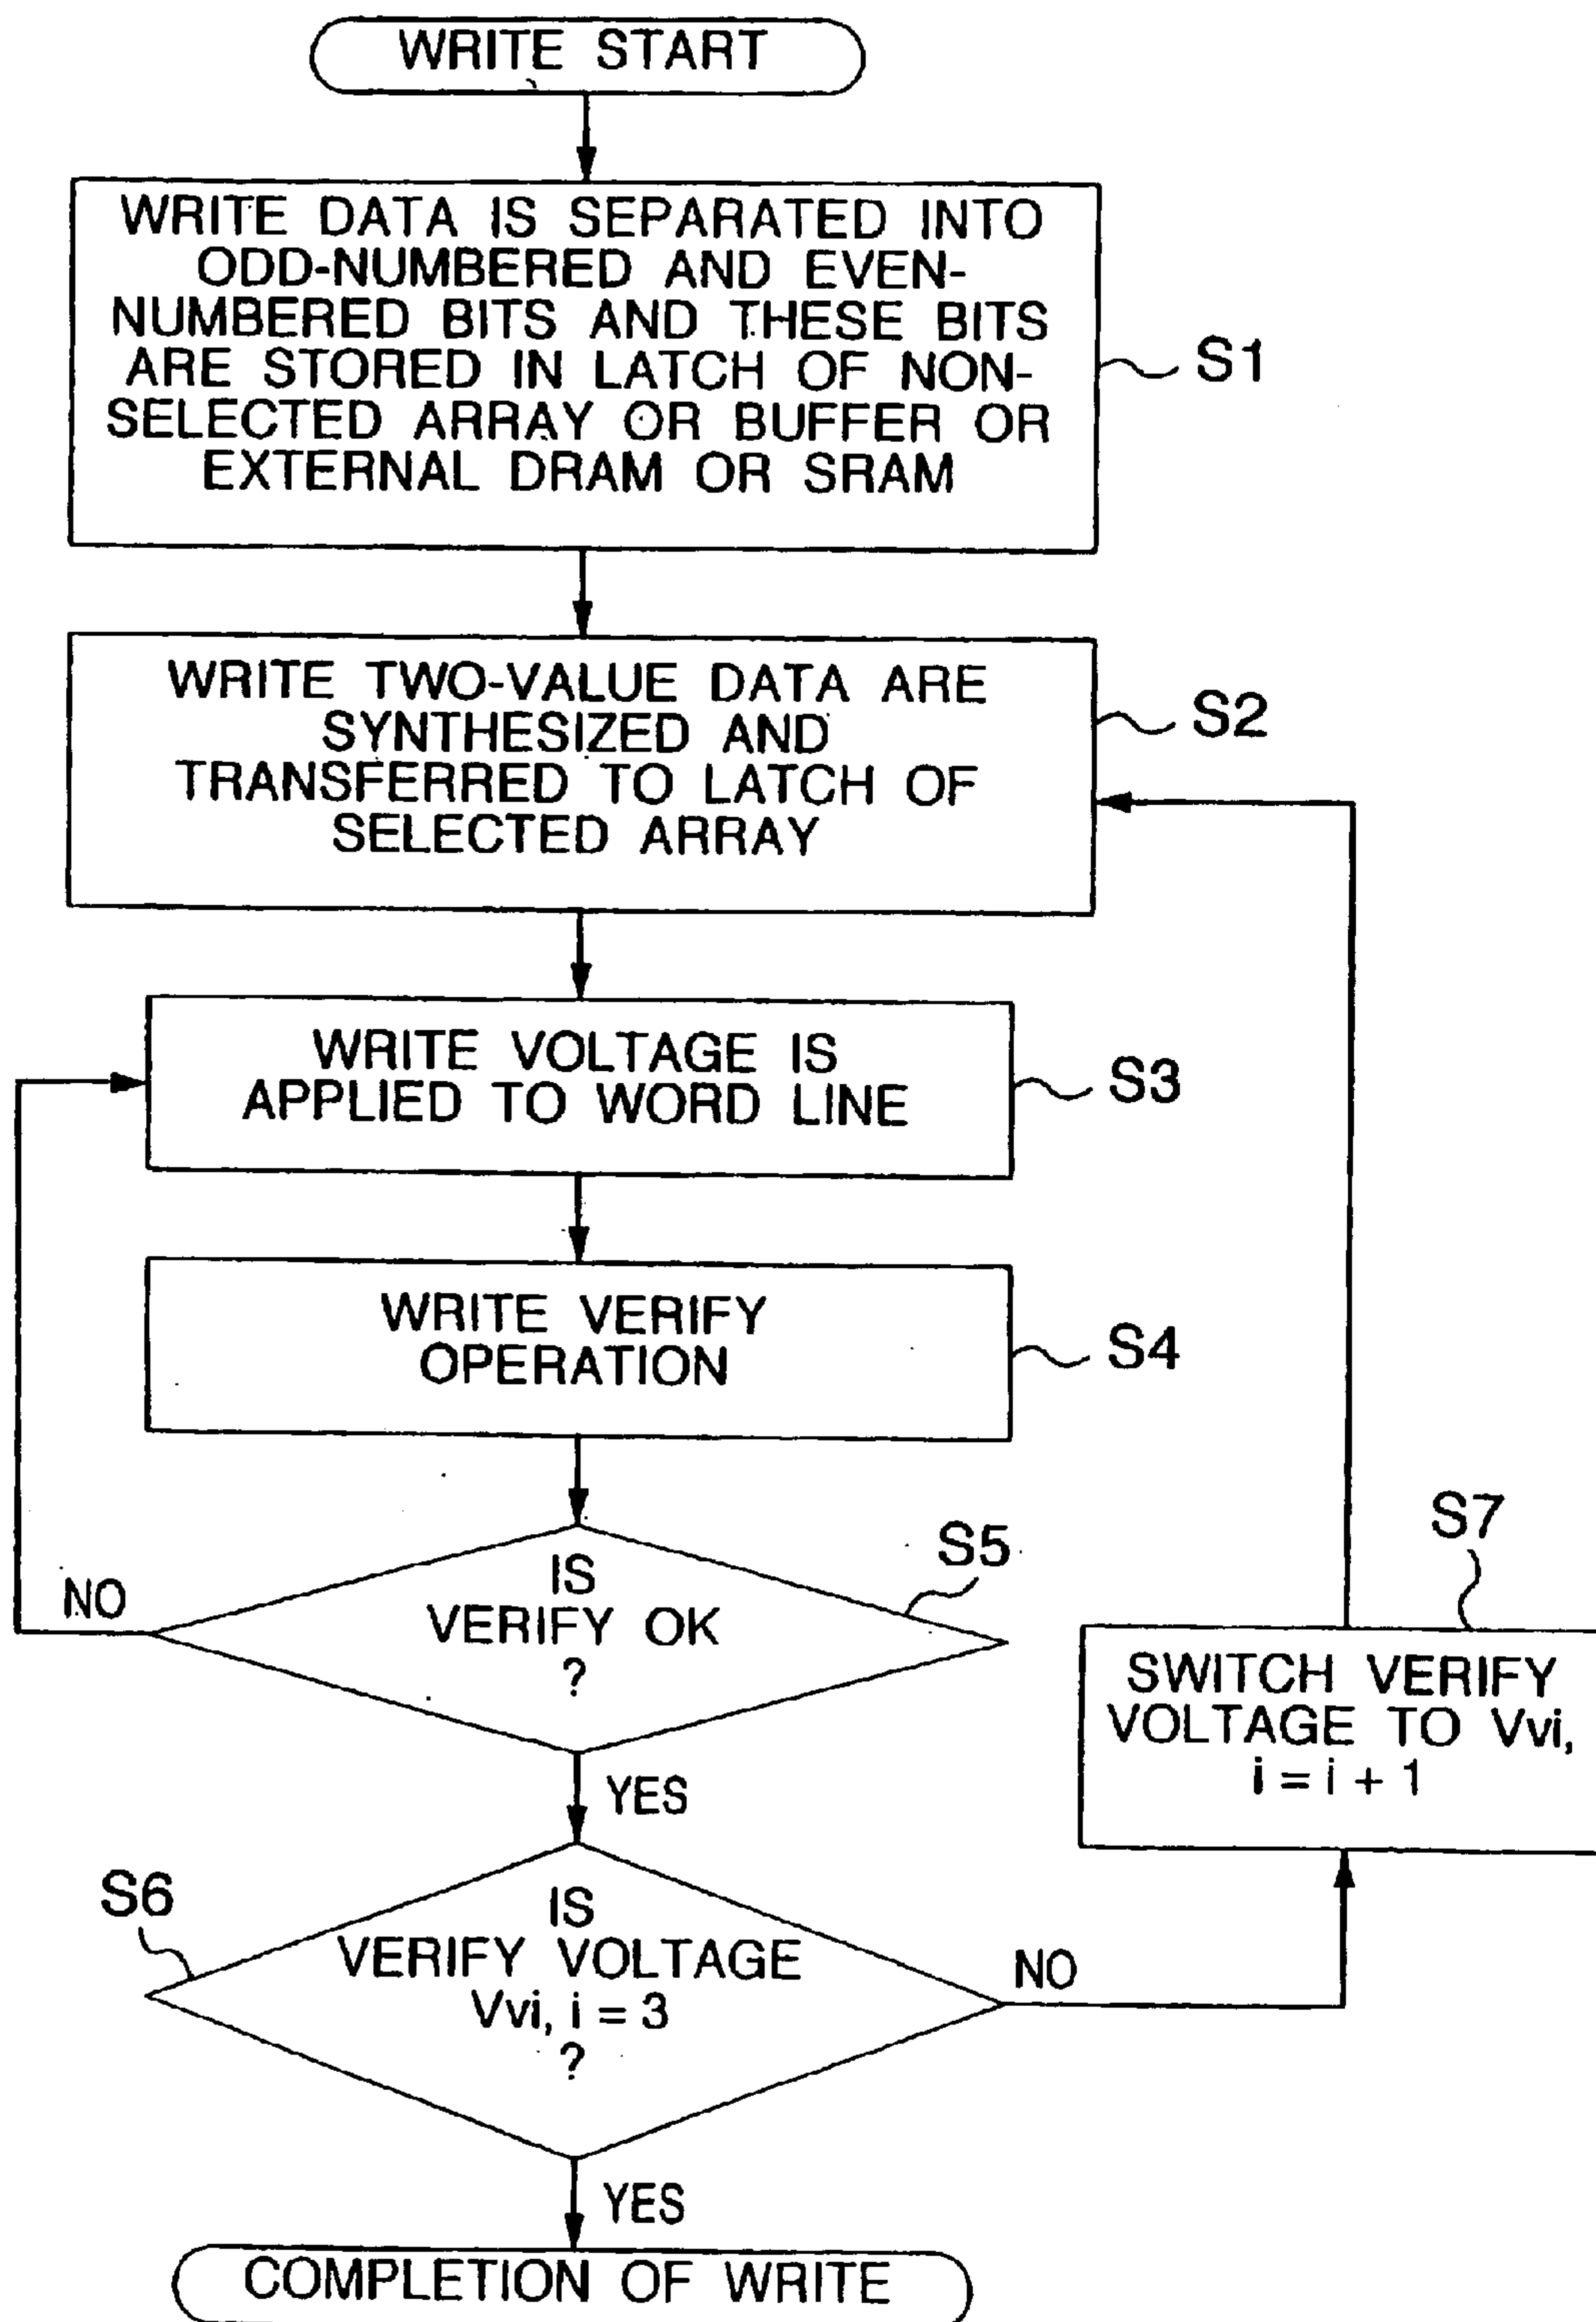 WRITE START
WRITE DATA IS SEPARATED INTO
ODD-NUMBERED AND EVEN-
NUMBERED BITS AND THESE BITS
ARE STORED IN LATCH OF NON-
SELECTED ARRAY OR BUFFER OR
EXTERNAL DRAM OR SRAM
S1
WRITE TWO-VALUE DATA ARE
SYNTHESIZED AND
TRANSFERRED TO LATCH OF
SELECTED ARRAY
S2
WRITE VOLTAGE IS
APPLIED TO WORD LINE
S3
WRITE VERIFY
OPERATION
S4
IS
VERIFY OK
?
S5
NO
YES
S7
SWITCH VERIFY
VOLTAGE TO Vvi,
i = i + 1
S6
IS
VERIFY VOLTAGE
Vvi, i = 3
?
NO
YES
COMPLETION OF WRITE